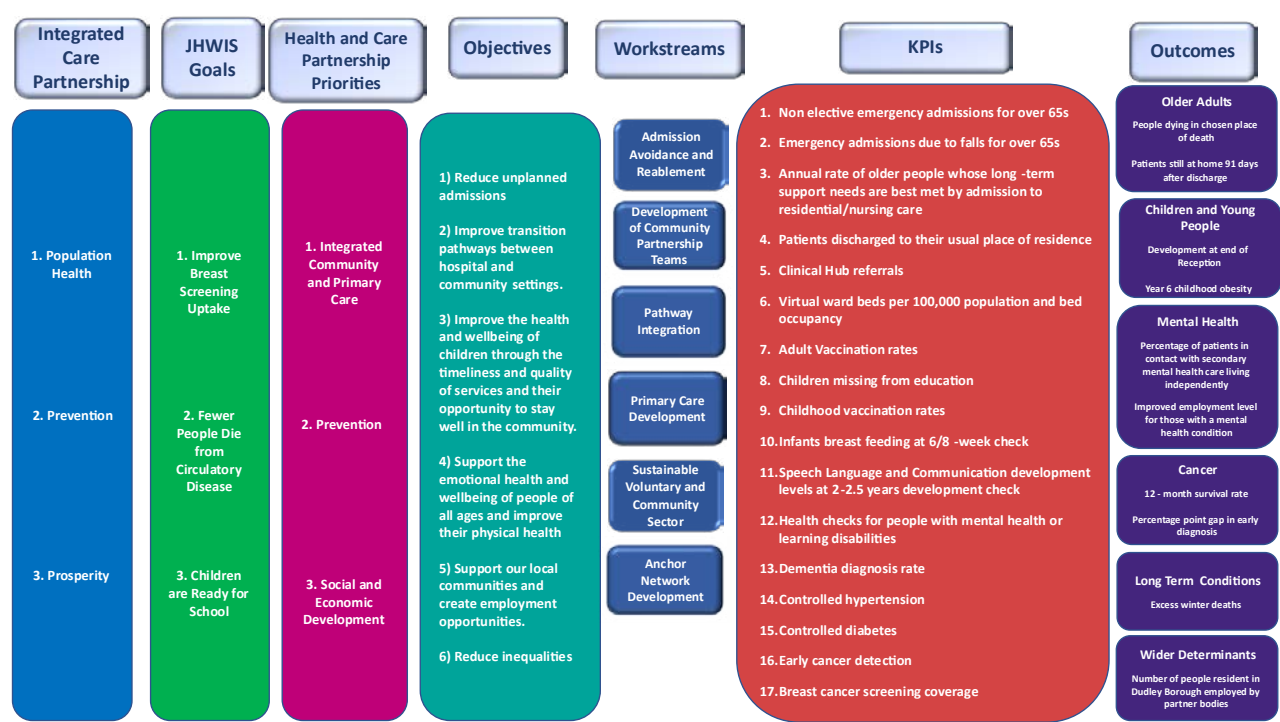 Integrated
Care
Partnership
JHWIS
Goals
Health and Care
Partnership
Priorities
Objectives
Workstreams
KPIs
Outcomes
1. Population
Health
2. Prevention
3. Prosperity
1. Improve
Breast
Screening
Uptake
2. Fewer
People Die
from
Circulatory
Disease
3. Children
are Ready for
School
1. Integrated
Community
and Primary
Care
2. Prevention
3. Social and
Economic
Development
1) Reduce unplanned
admissions
2) Improve transition
pathways between
hospital and
community settings.
3) Improve the health
and wellbeing of
children through the
timeliness and quality
of services and their
opportunity to stay
well in the community.
4) Support the
emotional health and
wellbeing of people of
all ages and improve
their physical health
5) Support our local
communities and
create employment
opportunities.
6) Reduce inequalities
Admission
Avoidance and
Reablement
Development
of Community
Partnership
Teams
Pathway
Integration
Primary Care
Development
Sustainable
Voluntary and
Community
Sector
Anchor
Network
Development
1. Non elective emergency admissions for over 65s
2. Emergency admissions due to falls for over 65s
3. Annual rate of older people whose long -term
support needs are best met by admission to
residential/nursing care
4. Patients discharged to their usual place of residence
5. Clinical Hub referrals
6. Virtual ward beds per 100,000 population and bed
occupancy
7. Adult Vaccination rates
8. Children missing from education
9. Childhood vaccination rates
10. Infants breast feeding at 6/8 -week check
11. Speech Language and Communication development
levels at 2-2.5 years development check
12. Health checks for people with mental health or
learning disabilities
13. Dementia diagnosis rate
14. Controlled hypertension
15. Controlled diabetes
16. Early cancer detection
17. Breast cancer screening coverage
Older Adults
People dying in chosen place
of death
Patients still at home 91 days
after discharge
Children and Young
People
Development at end of
Reception
Year 6 childhood obesity
Mental Health
Percentage of patients in
contact with secondary
mental health care living
independently
Improved employment level
for those with a mental
health condition
Cancer
12 - month survival rate
Percentage point gap in early
diagnosis
Long Term Conditions
Excess winter deaths
Wider Determinants
Number of people resident in
Dudley Borough employed by
partner bodies